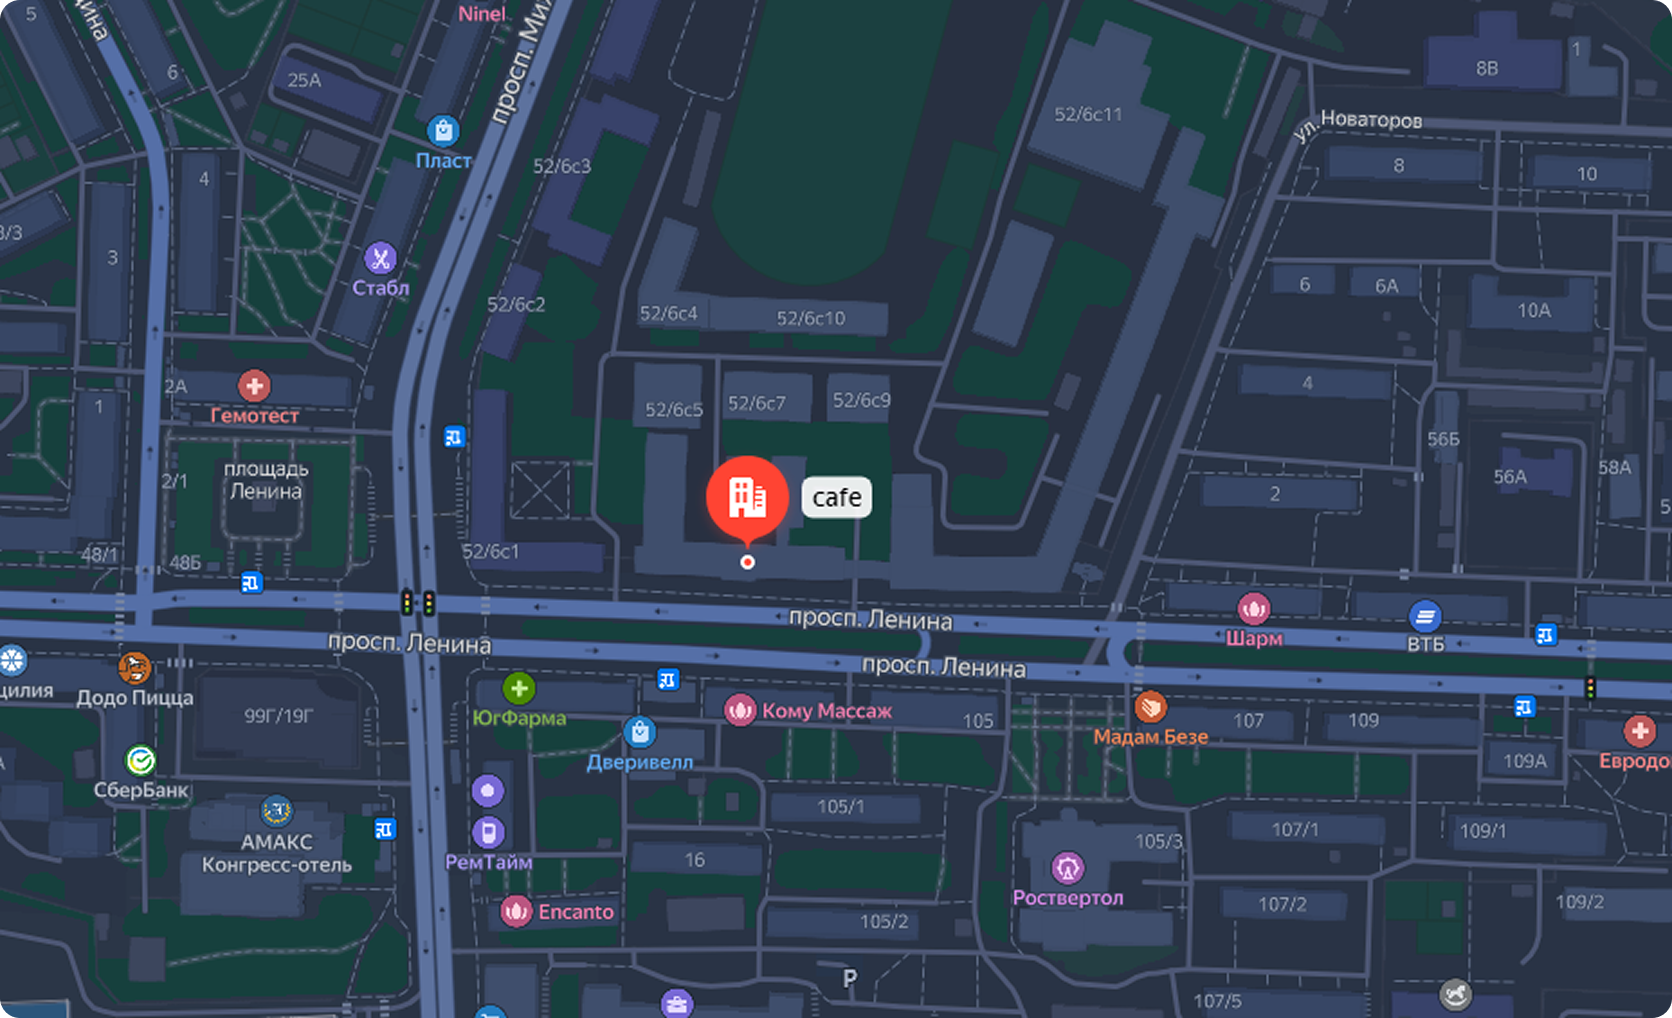 5
Ninel
просп. Ми
6
25А
Пласт
8В
1
ул. Новаторов
52/6с11
52/6с3
8
10
4
3/3
3
Стабл
52/6с2
52/6с4
52/6с10
6
6А
10А
2А
Гемотест
1
52/6с5
52/6с7
52/6с9
4
56Б
58А
56А
площадь
Ленина
2/1
cafe
2
5
48/1
48Б
52/6с1
просп. Ленина
просп. Ленина
просп. Ленина
Шарм
ВТБ
цилия
Додо Пицца
99Г/19Г
ЮгФарма
Кому Массаж
105
Мадам Безе
107
109
109А
Евродо
Дверивелл
СберБанк
105/1
107/1
109/1
105/3
АМАКС
Конгресс-отель
РемТайм
16
Роствертол
Encanto
105/2
107/2
109/2
P
107/5